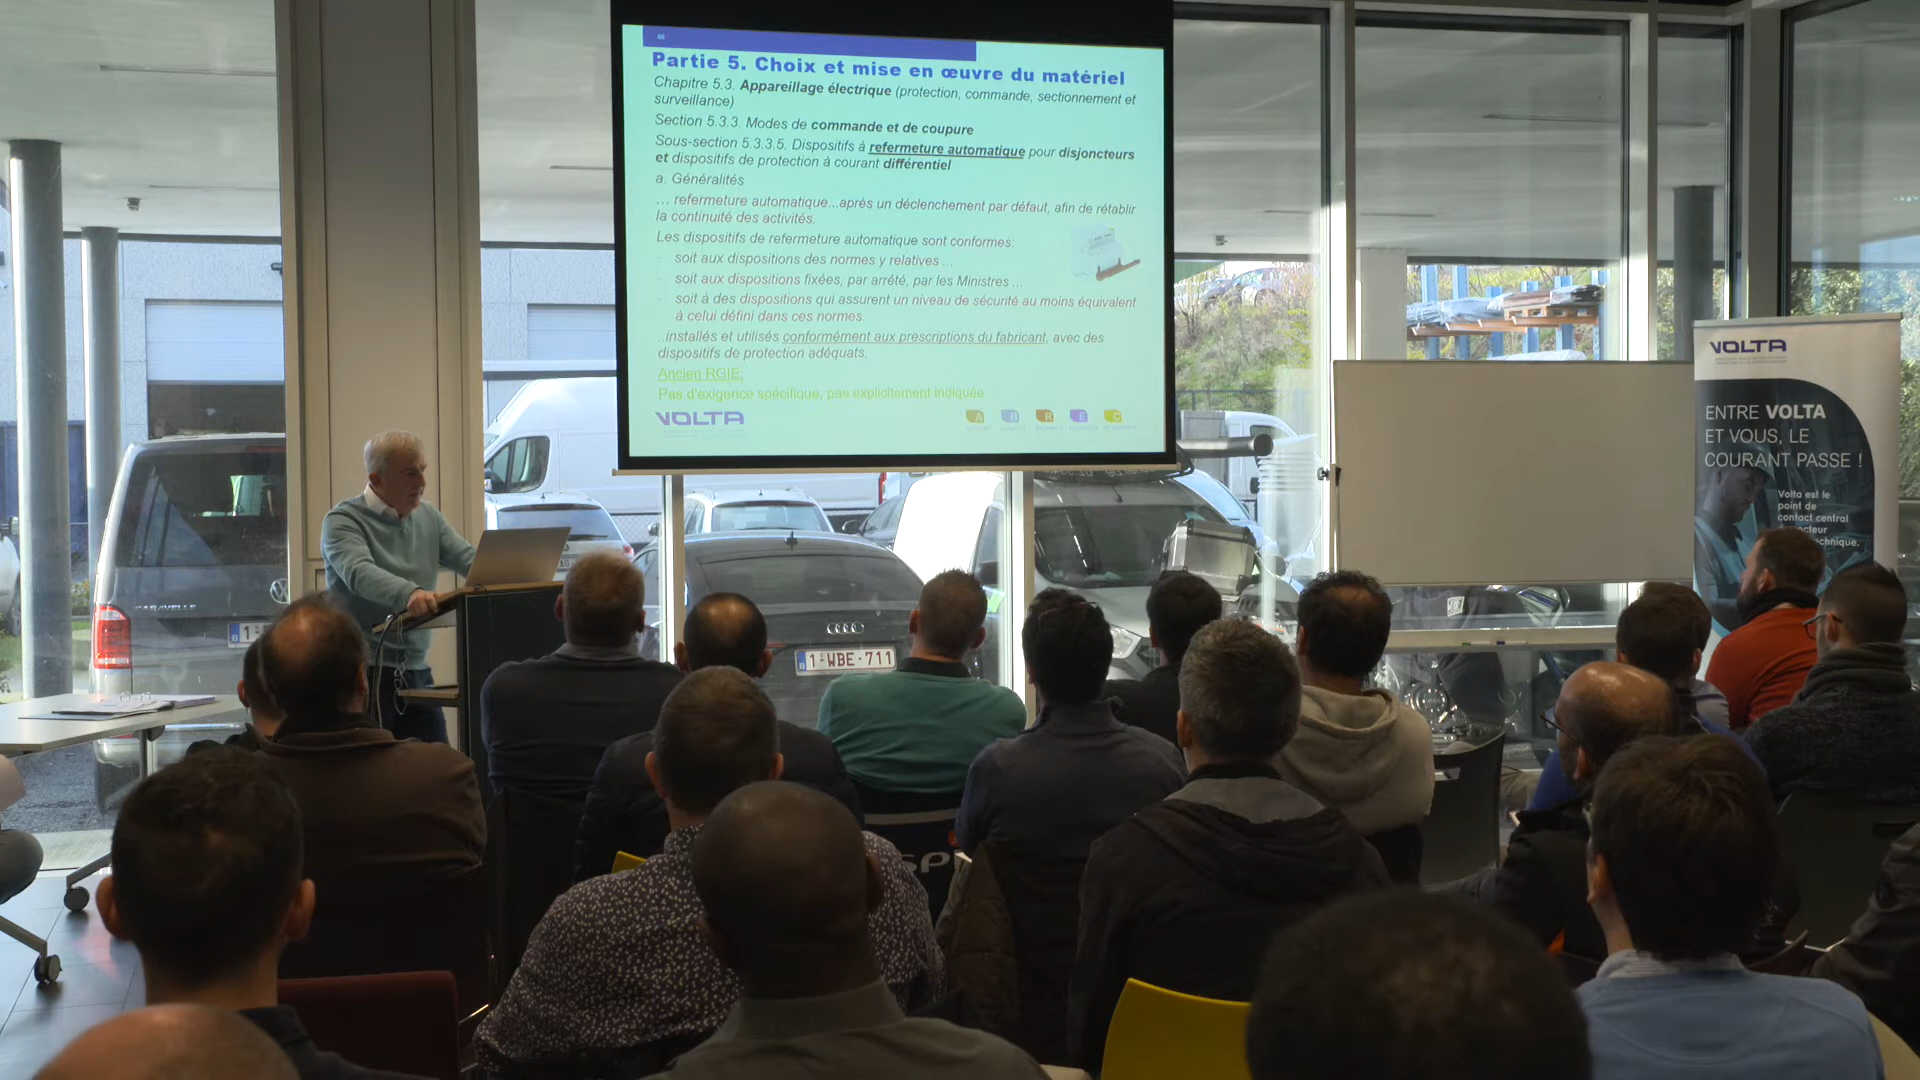 66
Partie 5. Choix et mise en œuvre du matériel
Chapitre 5.3. Appareillage électrique (protection, commande, sectionnement et
surveillance)
Section 5.3.3. Modes de commande et de coupure
Sous-section 5.3.3.5. Dispositifs à refermeture automatique pour disjoncteurs
et dispositifs de protection à courant différentiel
a. Généralités
… refermeture automatique...après un déclenchement par défaut, afin de rétablir
la continuité des activités.
Les dispositifs de refermeture automatique sont conformes:
- soit aux dispositions des normes y relatives …
- soit aux dispositions fixées, par arrêté, par les Ministres …
- soit à des dispositions qui assurent un niveau de sécurité au moins équivalent
à celui défini dans ces normes.
..installés et utilisés conformément aux prescriptions du fabricant, avec des
dispositifs de protection adéquats.
Ancien RGIE:
Pas d'exigence spécifique, pas explicitement indiquée
VOLTA
A B R E G
VOLTA
ENTRE VOLTA
ET VOUS, LE
COURANT PASSE !
Volta est le
point de
contact central
ecteur
chnique.
CARAVELLE
B 1
B 1-WBE-711
SP